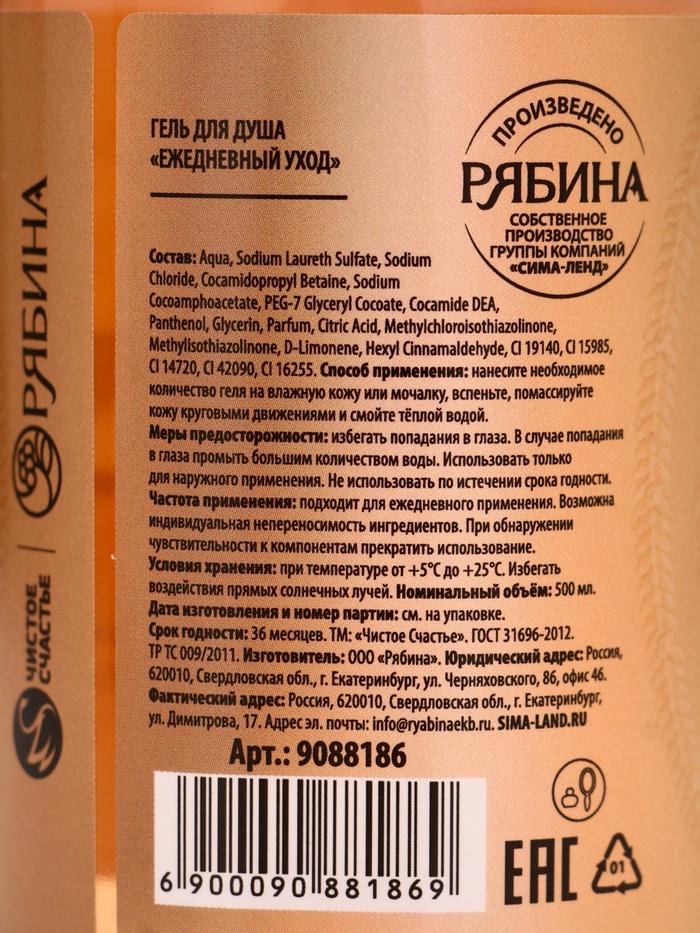 ГЕЛЬ ДЛЯ ДУША
«ЕЖЕДНЕВНЫЙ УХОД»
ПРОИЗВЕДЕНО
РЯБИНА
СОБСТВЕННОЕ
ПРОИЗВОДСТВО
ГРУППЫ КОМПАНИЙ
«СИМА-ЛЕНД»
Состав: Aqua, Sodium Laureth Sulfate, Sodium
Chloride, Cocamidopropyl Betaine, Sodium
Cocoamphoacetate, PEG-7 Glyceryl Cocoate, Cocamide DEA,
Panthenol, Glycerin, Parfum, Citric Acid, Methylchloroisothiazolinone,
Methylisothiazolinone, D-Limonene, Hexyl Cinnamaldehyde, CI 19140, CI 15985,
CI 14720, CI 42090, CI 16255. Способ применения: нанесите необходимое
количество геля на влажную кожу или мочалку, вспеньте, помассируйте
кожу круговыми движениями и смойте тёплой водой.
Меры предосторожности: избегать попадания в глаза. В случае попадания
в глаза промыть большим количеством воды. Использовать только
для наружного применения. Не использовать по истечении срока годности.
Частота применения: подходит для ежедневного применения. Возможна
индивидуальная непереносимость ингредиентов. При обнаружении
чувствительности к компонентам прекратить использование.
Условия хранения: при температуре от +5°С до +25°С. Избегать
воздействия прямых солнечных лучей. Номинальный объём: 500 мл.
Дата изготовления и номер партии: см. на упаковке.
Срок годности: 36 месяцев. ТМ: «Чистое Счастье». ГОСТ 31696-2012.
ТР ТС 009/2011. Изготовитель: ООО «Рябина». Юридический адрес: Россия,
620010, Свердловская обл., г. Екатеринбург, ул. Черняховского, 86, офис 46.
Фактический адрес: Россия, 620010, Свердловская обл., г. Екатеринбург,
ул. Димитрова, 17. Адрес эл. почты: info@ryabinaekb.ru. SIMA-LAND.RU
Арт.: 9088186
6 900090 881869
ЕАС
01
РЯБИНА
ЧИСТОЕ
СЧАСТЬЕ